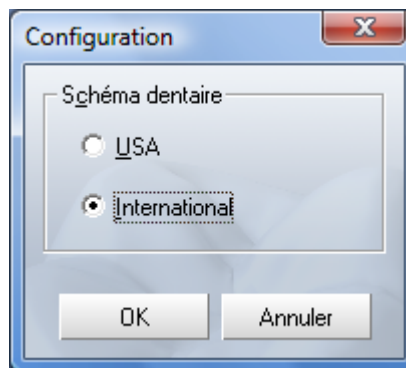 Configuration
Schéma dentaire
USA
International
OK
Annuler